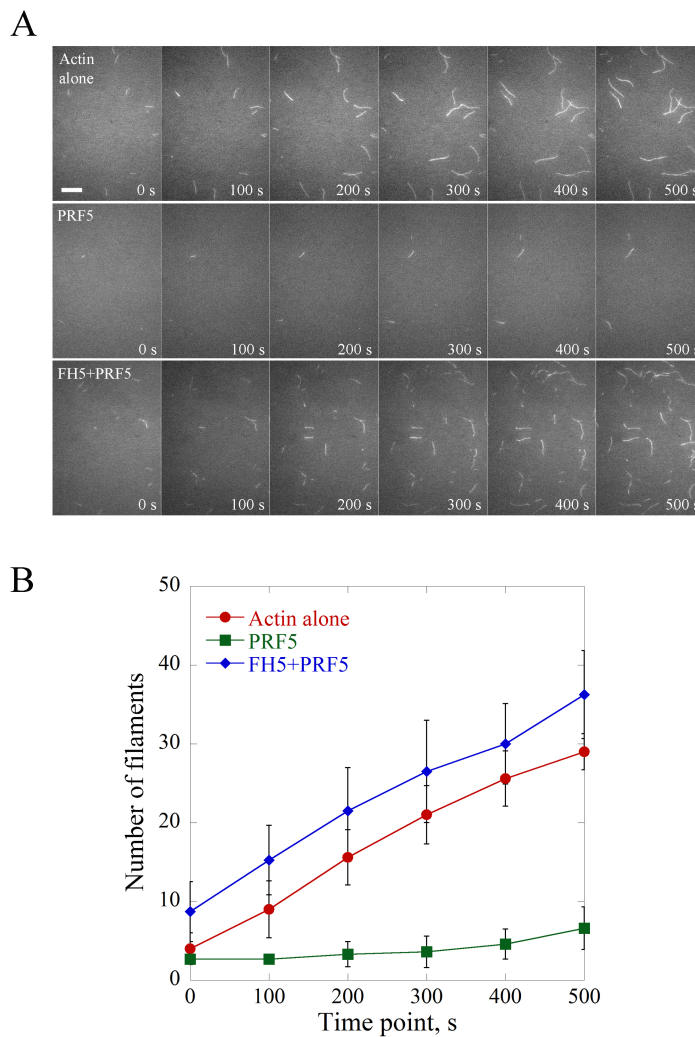 A
Actin
alone
0 s 100 s 200 s 300 s 400 s 500 s
PRF5
0 s 100 s 200 s 300 s 400 s 500 s
FH5+PRF5
0 s 100 s 200 s 300 s 400 s 500 s
B
50
40
30
20
10
0
Number of filaments
Actin alone
PRF5
FH5+PRF5
0 100 200 300 400 500
Time point, s